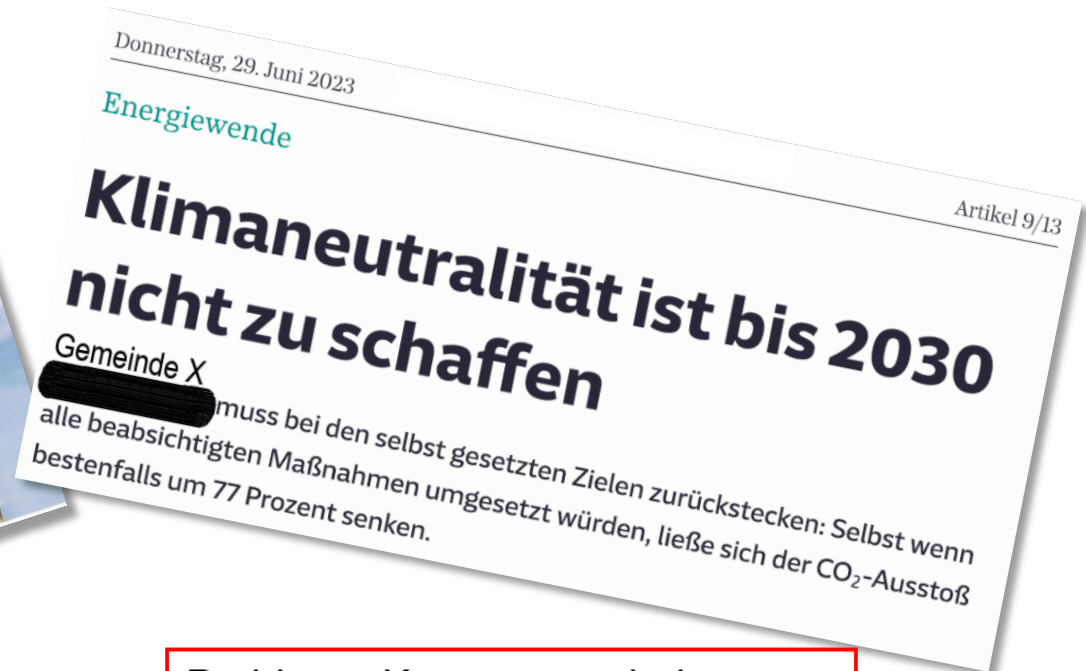 Donnerstag, 29. Juni 2023
Artikel 9/13
Energiewende
Klimaneutralität ist bis 2030
nicht zu schaffen
Gemeinde X
muss bei den selbst gesetzten Zielen zurückstecken: Selbst wenn
alle beabsichtigten Maßnahmen umgesetzt würden, ließe sich der CO₂-Ausstoß
bestenfalls um 77 Prozent senken.